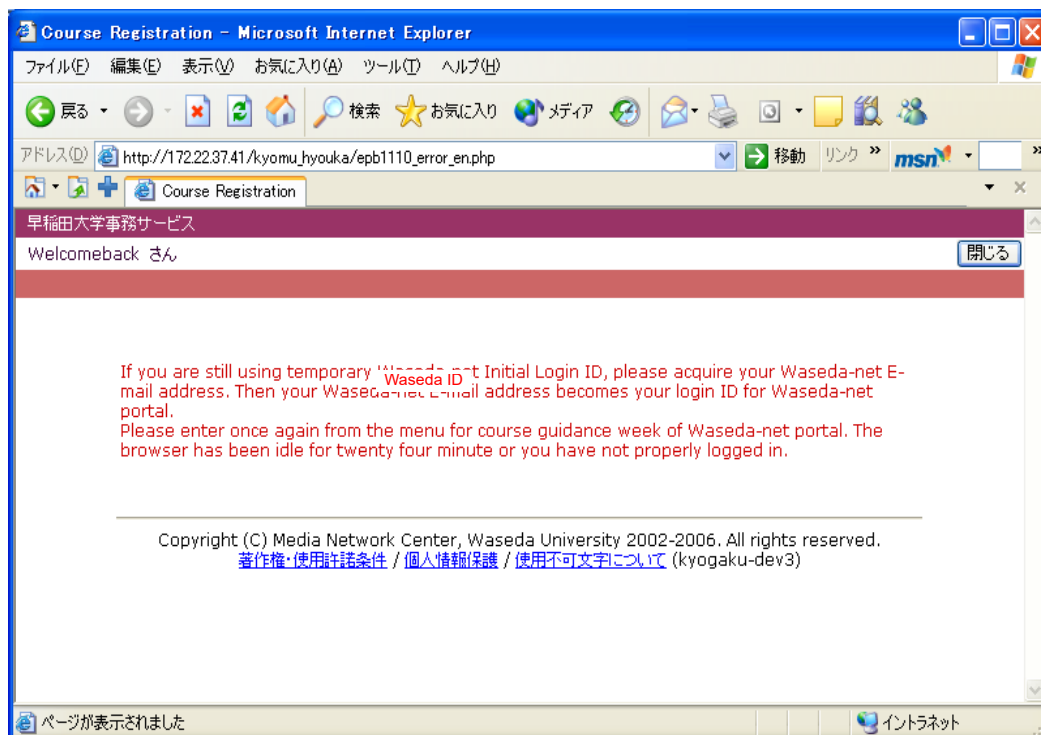 Course Registration - Microsoft Internet Explorer
ファイル(F) 編集(E) 表示(V) お気に入り(A) ツール(T) ヘルプ(H)
戻る 検索 お気に入り メディア
アドレス(D) http://172.22.37.41/kyomu_hyouka/epb1110_error_en.php 移動 リンク » msn »
Course Registration
早稲田大学事務サービス
Welcomeback さん 閉じる
If you are still using temporary Initial Login ID, please acquire your Waseda-net E-
Waseda ID
mail address. Then your Waseda-net E-mail address becomes your login ID for Waseda-net
portal.
Please enter once again from the menu for course guidance week of Waseda-net portal. The
browser has been idle for twenty four minute or you have not properly logged in.
Copyright (C) Media Network Center, Waseda University 2002-2006. All rights reserved.
著作権・使用許諾条件 / 個人情報保護 / 使用不可文字について (kyogaku-dev3)
ページが表示されました イントラネット